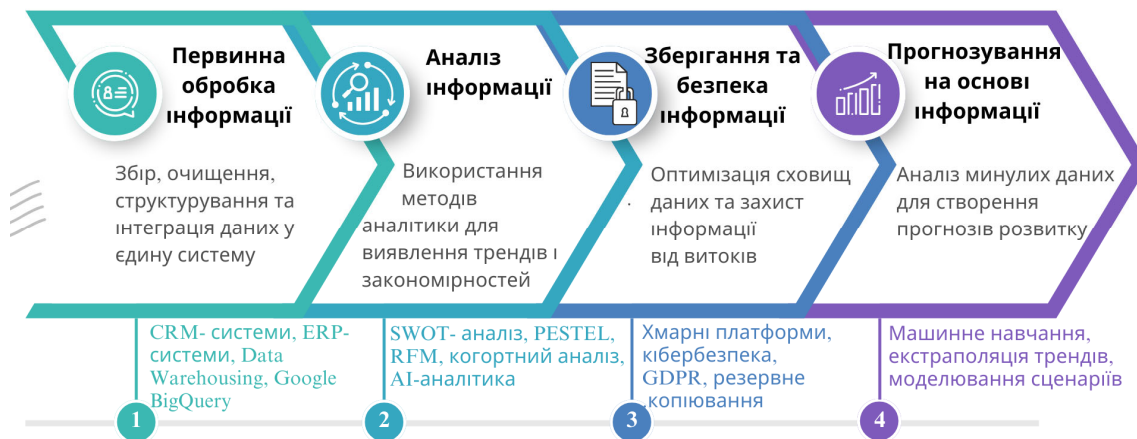 Первинна
обробка
інформації
Збір, очищення,
структурування та
інтеграція даних у
єдину систему
CRM- системи, ERP-
системи, Data
Warehousing, Google
BigQuery
1
Аналіз
інформації
Використання
методів
аналітики для
виявлення трендів і
закономірностей
SWOT- аналіз, PESTEL,
RFM, когортний аналіз,
AI-аналітика
2
Зберігання та
безпека
інформації
Оптимізація сховищ
даних та захист
інформації
від витоків
Хмарні платформи,
кібербезпека,
GDPR, резервне
копіювання
3
Прогнозування
на основі
інформації
Аналіз минулих даних
для створення
прогнозів розвитку
Машинне навчання,
екстраполяція трендів,
моделювання сценаріїв
4